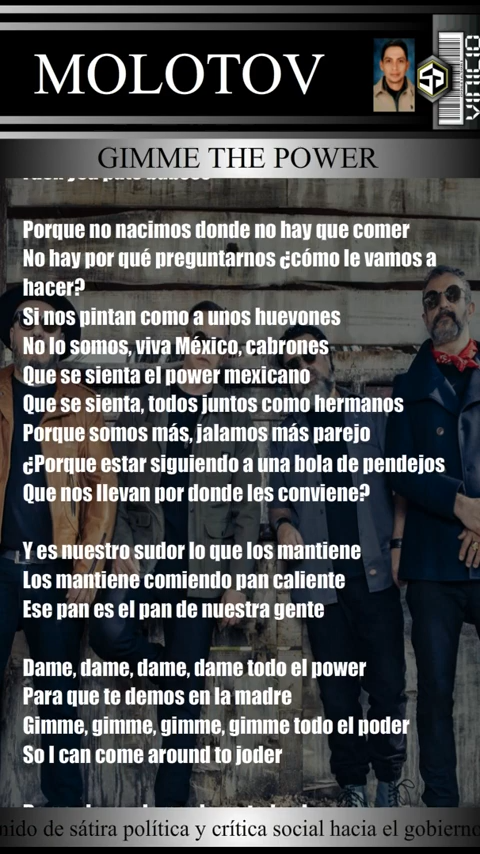 MOLOTOV
GIMME THE POWER
Porque no nacimos donde no hay que comer
No hay por qué preguntarnos ¿cómo le vamos a
hacer?
Si nos pintan como a unos huevones
No lo somos, viva México, cabrones
Que se sienta el power mexicano
Que se sienta, todos juntos como hermanos
Porque somos más, jalamos más parejo
¿Porque estar siguiendo a una bola de pendejos
Que nos llevan por donde les conviene?
Y es nuestro sudor lo que los mantiene
Los mantiene comiendo pan caliente
Ese pan es el pan de nuestra gente
Dame, dame, dame, dame todo el power
Para que te demos en la madre
Gimme, gimme, gimme, gimme todo el poder
So I can come around to joder
nido de sátira política y crítica social hacia el gobierno